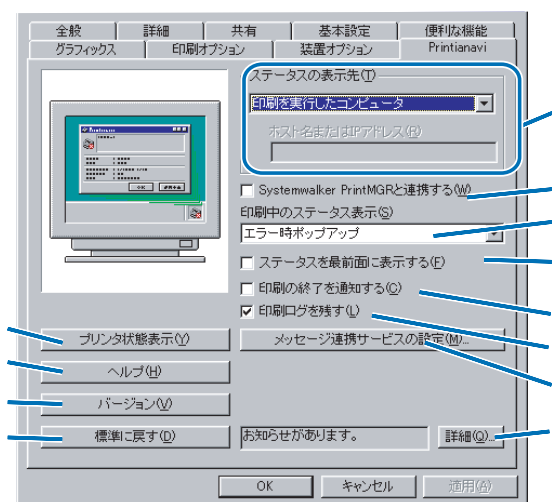 全般 詳細 共有 基本設定 便利な機能
グラフィックス 印刷オプション 装置オプション Printianavi
ステータスの表示先(T)
印刷を実行したコンピュータ
ホスト名またはIPアドレス(R)
Systemwalker PrintMGRと連携する(W)
印刷中のステータス表示(S)
エラー時ポップアップ
ステータスを最前面に表示する(F)
印刷の終了を通知する(C)
印刷ログを残す(L)
プリンタ状態表示(Y)
メッセージ連携サービスの設定(M)...
ヘルプ(H)
バージョン(V)
標準に戻す(D)
お知らせがあります。
詳細(Q)...
OK キャンセル 適用(A)